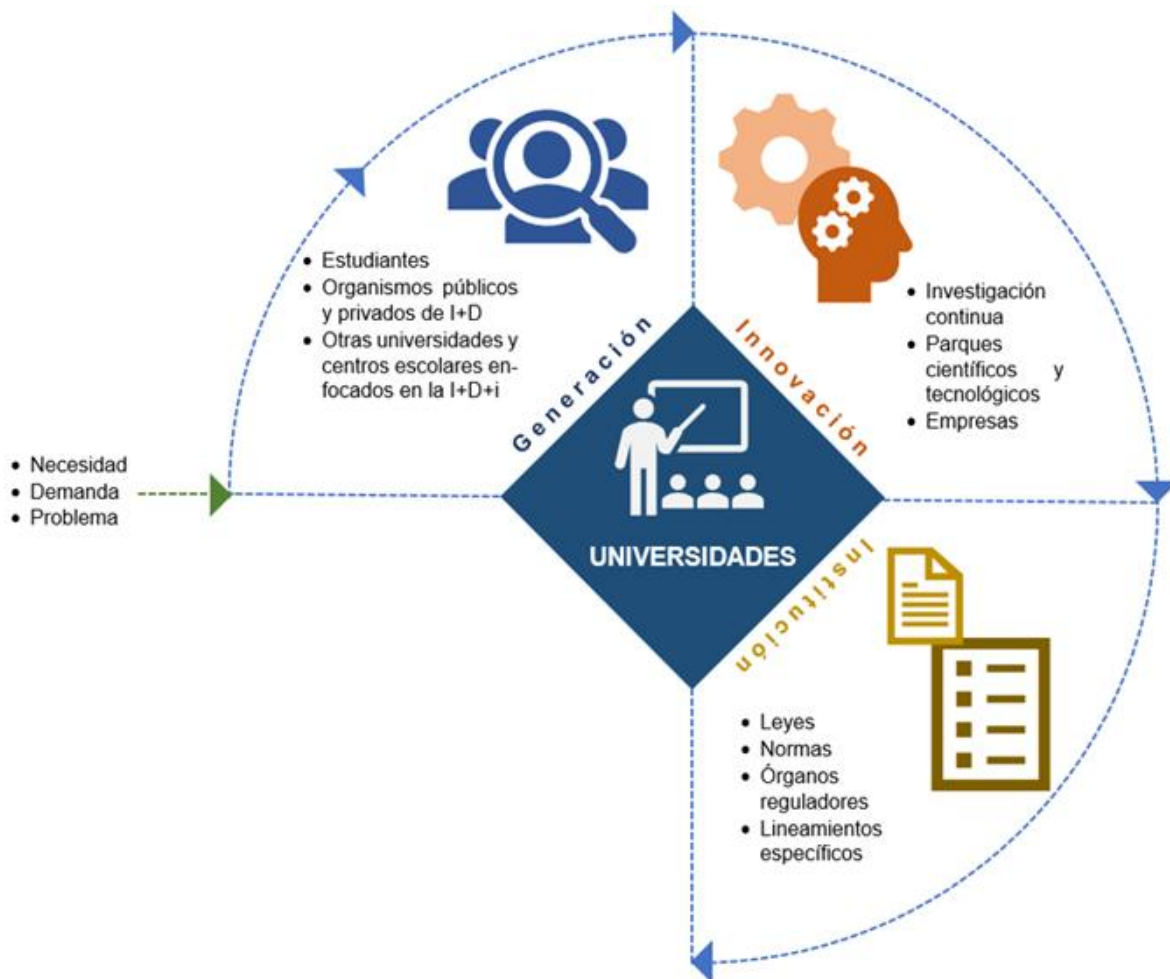 • Necesidad
• Demanda
• Problema
• Estudiantes
• Organismos públicos
y privados de I+D
• Otras universidades y
centros escolares en-
focados en la I+D+i
Generación
Innovación
• Investigación
continua
• Parques
científicos y
tecnológicos
• Empresas
UNIVERSIDADES
Institución
• Leyes
• Normas
• Órganos
reguladores
• Lineamientos
específicos